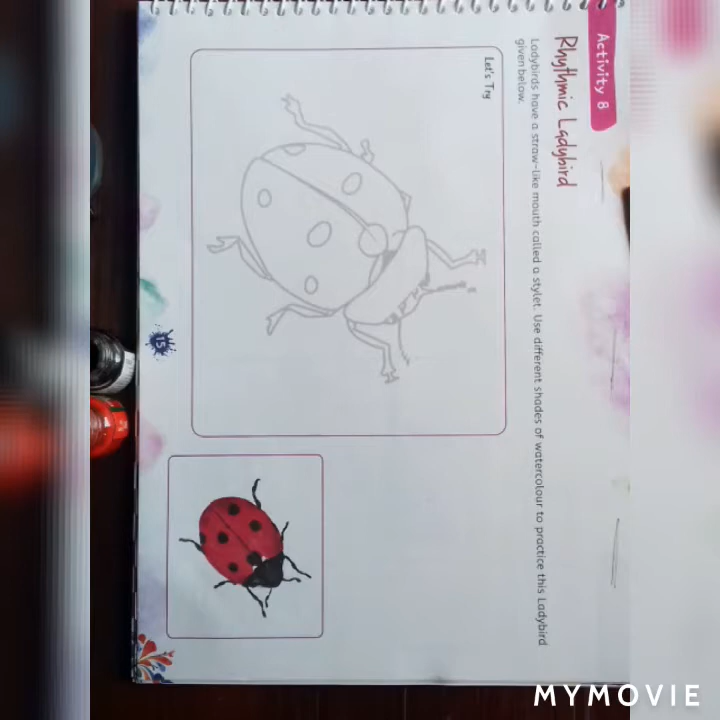 Activity 8
Rhythmic Ladybird
Ladybirds have a straw-like mouth called a stylet. Use different shades of watercolour to practice this Ladybird
given below.
Let's Try
15
MYMOVIE